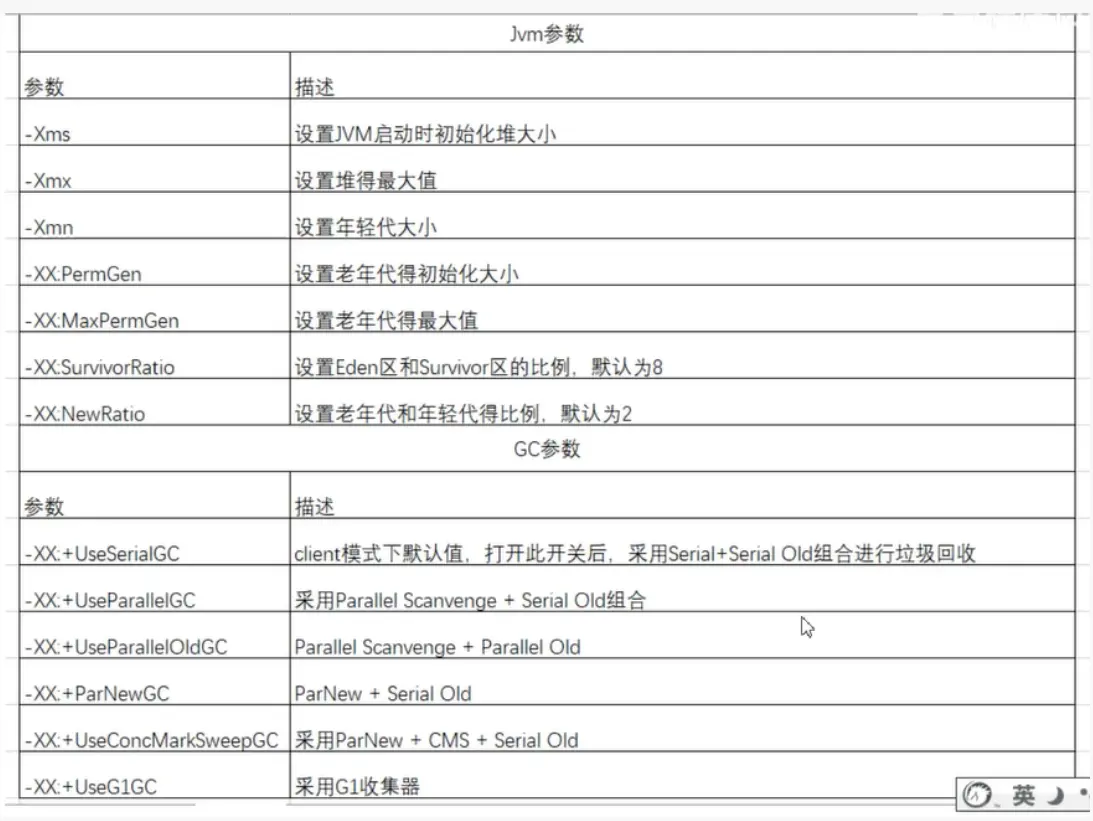 Jvm参数
参数 描述
-Xms 设置JVM启动时初始化堆大小
-Xmx 设置堆得最大值
-Xmn 设置年轻代大小
-XX:PermGen 设置老年代得初始化大小
-XX:MaxPermGen 设置老年代得最大值
-XX:SurvivorRatio 设置Eden区和Survivor区的比例，默认为8
-XX:NewRatio 设置老年代和年轻代得比例，默认为2
GC参数
参数 描述
-XX:+UseSerialGC client模式下默认值，打开此开关后，采用Serial+Serial Old组合进行垃圾回收
-XX:+UseParallelGC 采用Parallel Scanvenge + Serial Old组合
-XX:+UseParallelOldGC Parallel Scanvenge + Parallel Old
-XX:+ParNewGC ParNew + Serial Old
-XX:+UseConcMarkSweepGC 采用ParNew + CMS + Serial Old
-XX:+UseG1GC 采用G1收集器
英